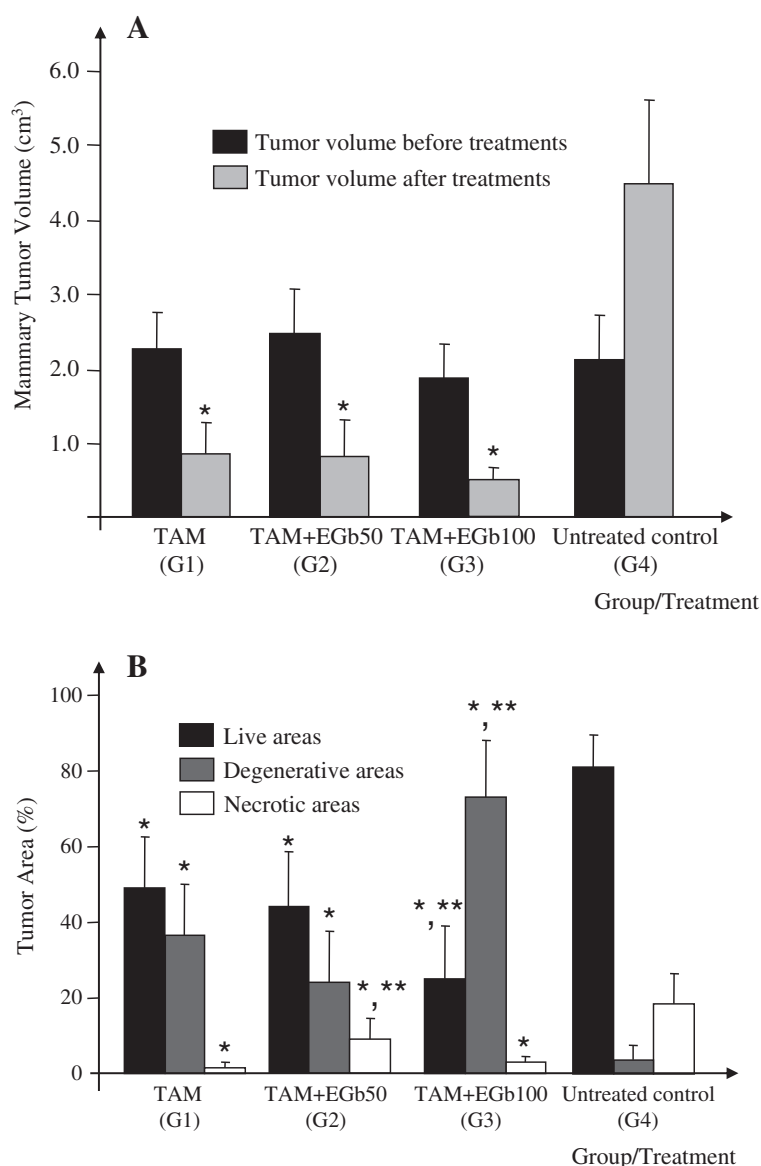 A
Mammary Tumor Volume (cm³)
6.0
5.0
4.0
3.0
2.0
1.0
Tumor volume before treatments
Tumor volume after treatments
*
*
*
TAM TAM+EGb50 TAM+EGb100 Untreated control
(G1) (G2) (G3) (G4)
Group/Treatment
B
Tumor Area (%)
100
80
60
40
20
0
Live areas
Degenerative areas
Necrotic areas
*
*
*
*
*
*,**
*,**
*,**
*
TAM TAM+EGb50 TAM+EGb100 Untreated control
(G1) (G2) (G3) (G4)
Group/Treatment